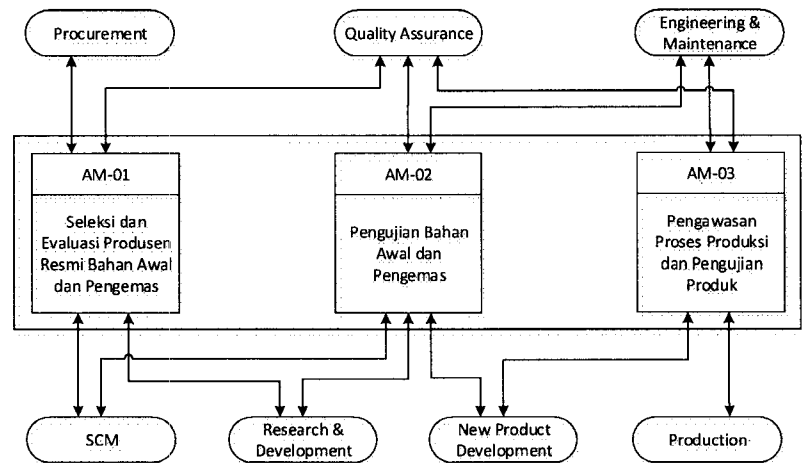 Procurement
Quality Assurance
Engineering &
Maintenance
AM-01
Seleksi dan
Evaluasi Produsen
Resmi Bahan Awal
dan Pengemas
AM-02
Pengujian Bahan
Awal dan
Pengemas
AM-03
Pengawasan
Proses Produksi
dan Pengujian
Produk
SCM
Research &
Development
New Product
Development
Production